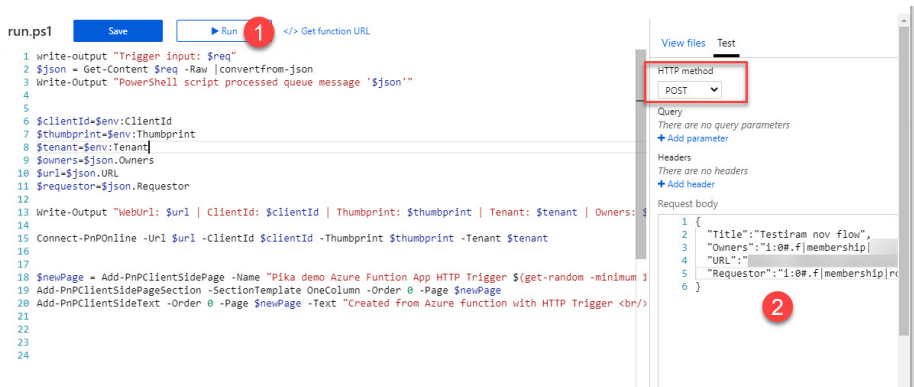 run.ps1 Save Run 1 </> Get function URL
1 write-output "Trigger input: $req"
2 $json = Get-Content $req -Raw |convertfrom-json
3 Write-Output "PowerShell script processed queue message '$json'"
4
5
6 $clientId=$env:ClientId
7 $thumbprint=$env:Thumbprint
8 $tenant=$env:Tenant
9 $owners=$json.Owners
10 $url=$json.URL
11 $requestor=$json.Requestor
12
13 Write-Output "WebUrl: $url | ClientId: $clientId | Thumbprint: $thumbprint | Tenant: $tenant | Owners: $
14
15 Connect-PnPOnline -Url $url -ClientId $clientId -Thumbprint $thumbprint -Tenant $tenant
16
17
18 $newPage = Add-PnPClientSidePage -Name "Pika demo Azure Funtion App HTTP Trigger $(get-random -minimum 1
19 Add-PnPClientSidePageSection -SectionTemplate OneColumn -Order 0 -Page $newPage
20 Add-PnPClientSideText -Order 0 -Page $newPage -Text "Created from Azure function with HTTP Trigger <br/>
21
22
23
24
View files Test
HTTP method
POST
Query
There are no query parameters
+ Add parameter
Headers
There are no headers
+ Add header
Request body
1 {
2 "Title":"Testiram nov flow",
3 "Owners":"i:0#.f|membership|
4 "URL":"
5 "Requestor":"i:0#.f|membership|ro
6 }
2